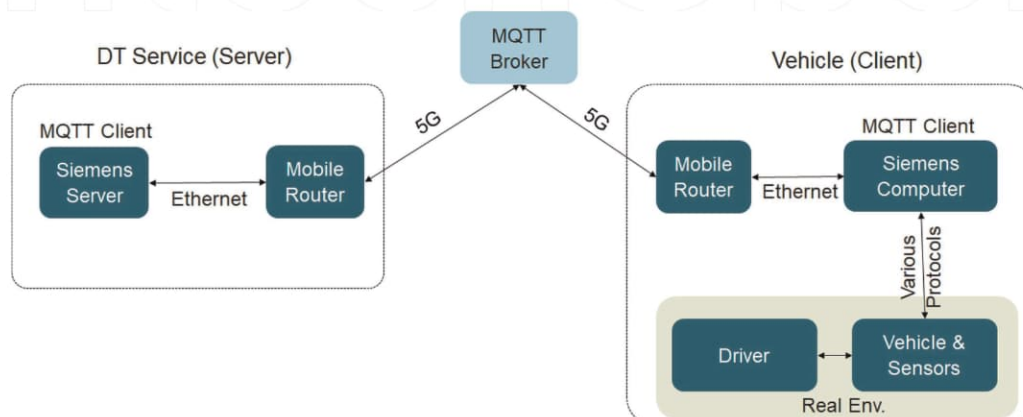 MQTT
Broker
DT Service (Server)
Vehicle (Client)
5G
5G
MQTT Client
Siemens
Server
Ethernet
Mobile
Router
Mobile
Router
Ethernet
MQTT Client
Siemens
Computer
Various
Protocols
Driver
Vehicle &
Sensors
Real Env.